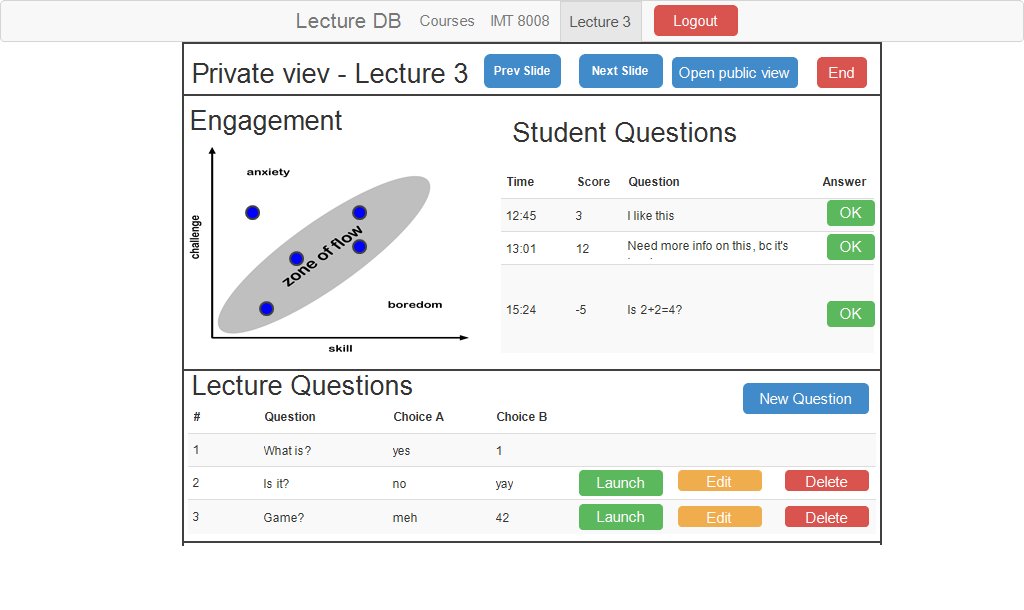 Lecture DB Courses IMT 8008 Lecture 3 Logout
Private viev - Lecture 3 Prev Slide Next Slide Open public view End
Engagement
anxiety
challenge
zone of flow
boredom
skill
Student Questions
Time Score Question Answer
12:45 3 I like this OK
13:01 12 Need more info on this, bc it's OK
15:24 -5 Is 2+2=4? OK
Lecture Questions New Question
# Question Choice A Choice B
1 What is? yes 1
2 Is it? no yay Launch Edit Delete
3 Game? meh 42 Launch Edit Delete